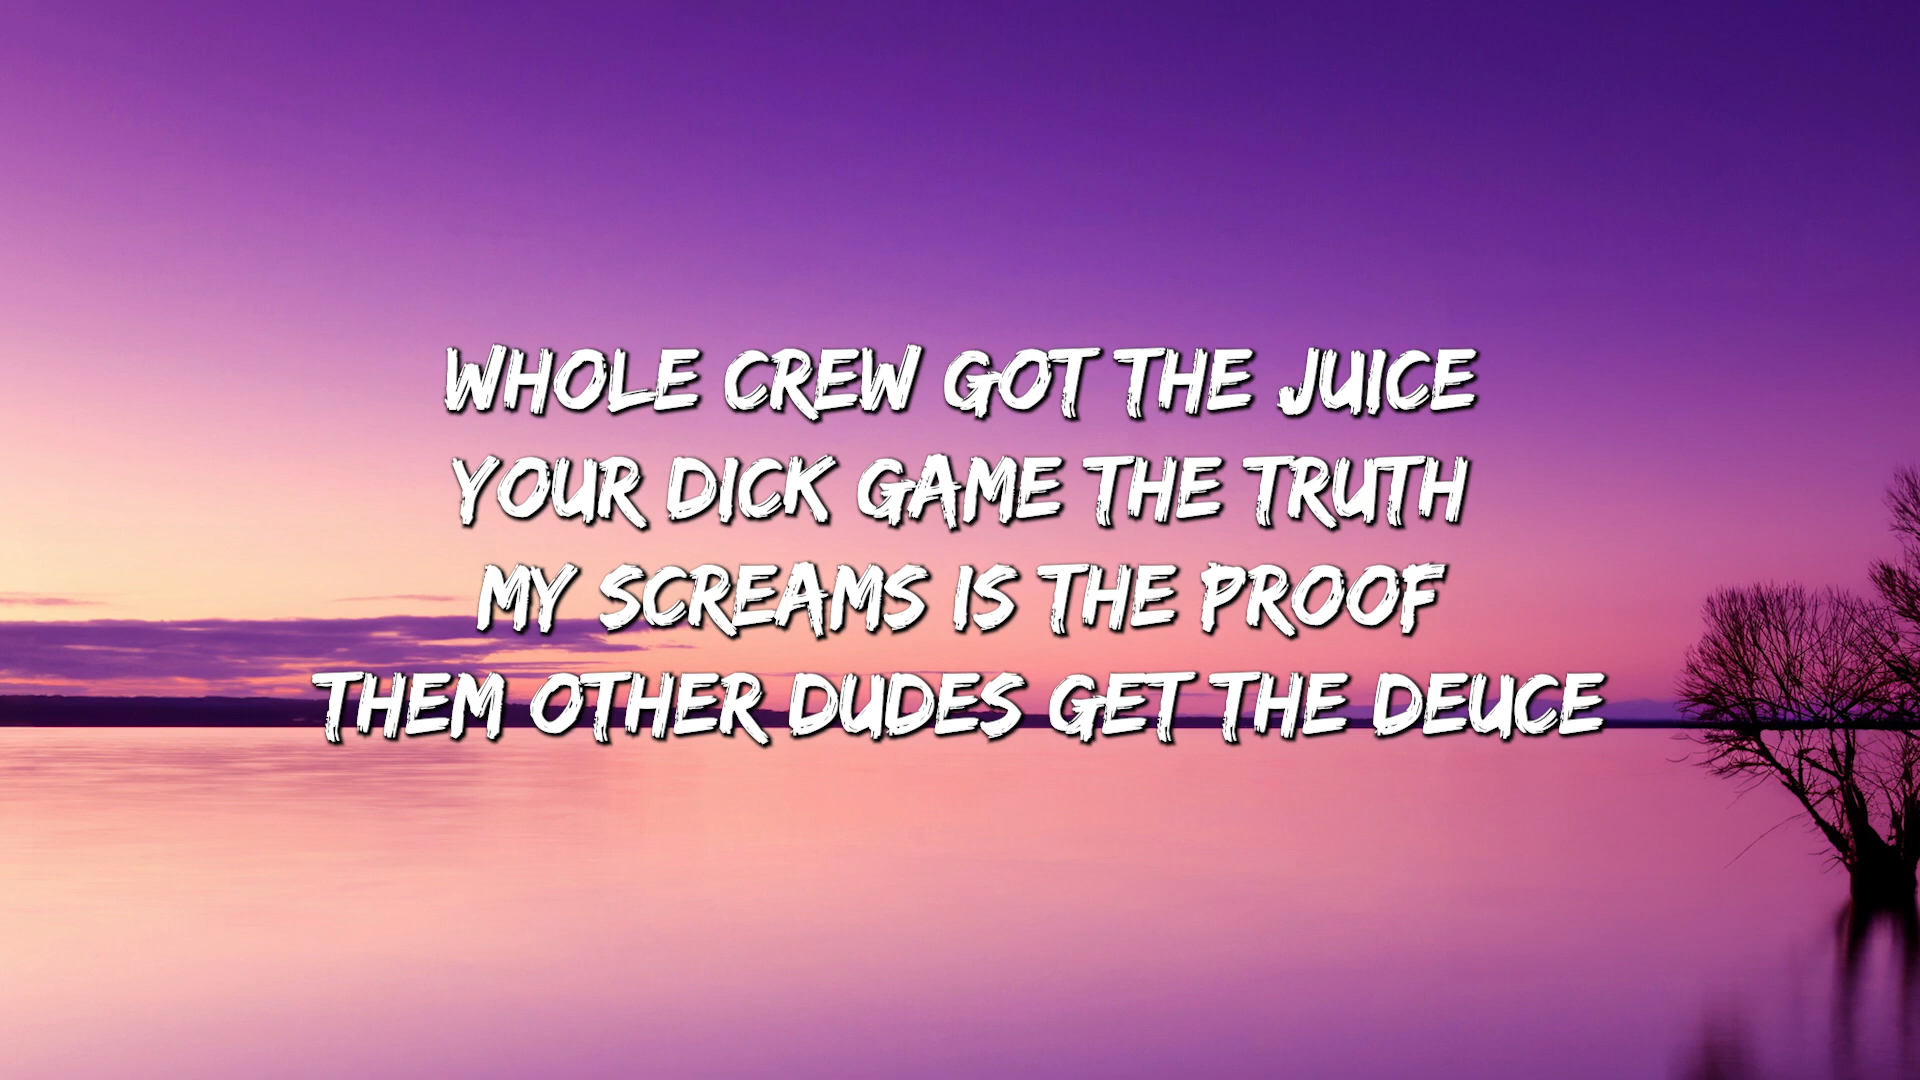 WHOLE CREW GOT THE JUICE
YOUR DICK GAME THE TRUTH
MY SCREAMS IS THE PROOF
THEM OTHER DUDES GET THE DEUCE